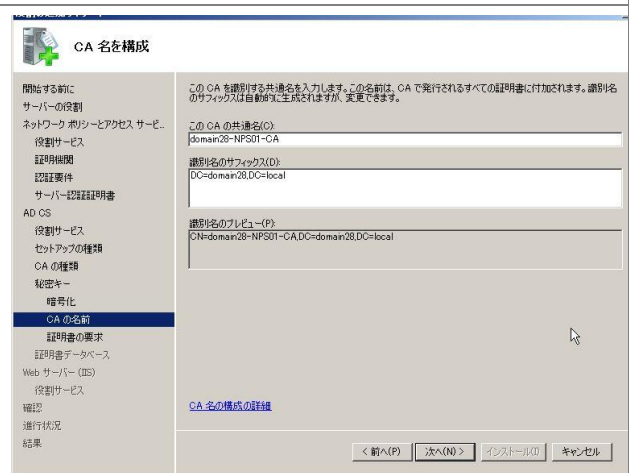 CA 名を構成
開始する前に
サーバーの役割
ネットワーク ポリシーとアクセス サービ...
役割サービス
証明機関
認証要件
サーバー認証証明書
AD CS
役割サービス
セットアップの種類
CA の種類
秘密キー
暗号化
CA の名前
証明書の要求
証明書データベース
Web サーバー (IIS)
役割サービス
確認
進行状況
結果
この CA を識別する共通名を入力します。この名前は、CA で発行されるすべての証明書に付加されます。識別名
のサフィックスは自動的に生成されますが、変更できます。
この CA の共通名(C):
domain28-NPS01-CA
識別名のサフィックス(D):
DC=domain28,DC=local
識別名のプレビュー(P):
CN=domain28-NPS01-CA,DC=domain28,DC=local
CA 名の構成の詳細
< 前へ(P)
次へ(N) >
インストール(I)
キャンセル